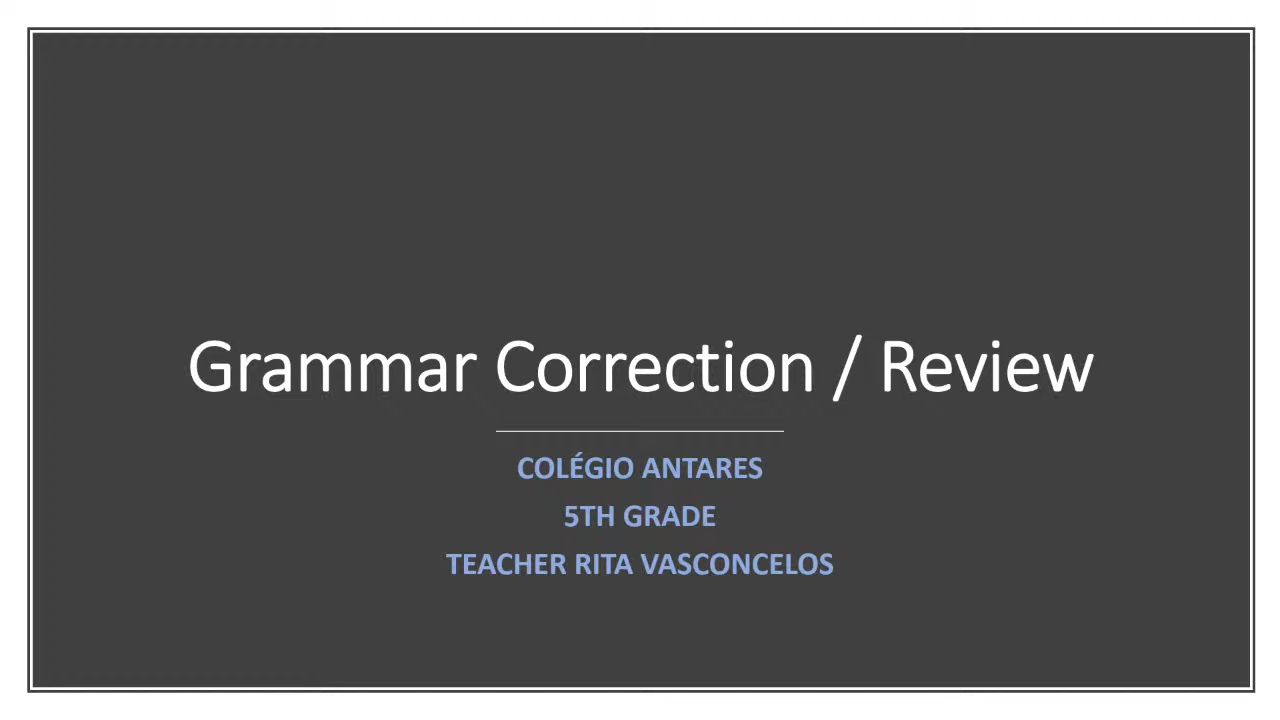 Grammar Correction / Review
COLÉGIO ANTARES
5TH GRADE
TEACHER RITA VASCONCELOS